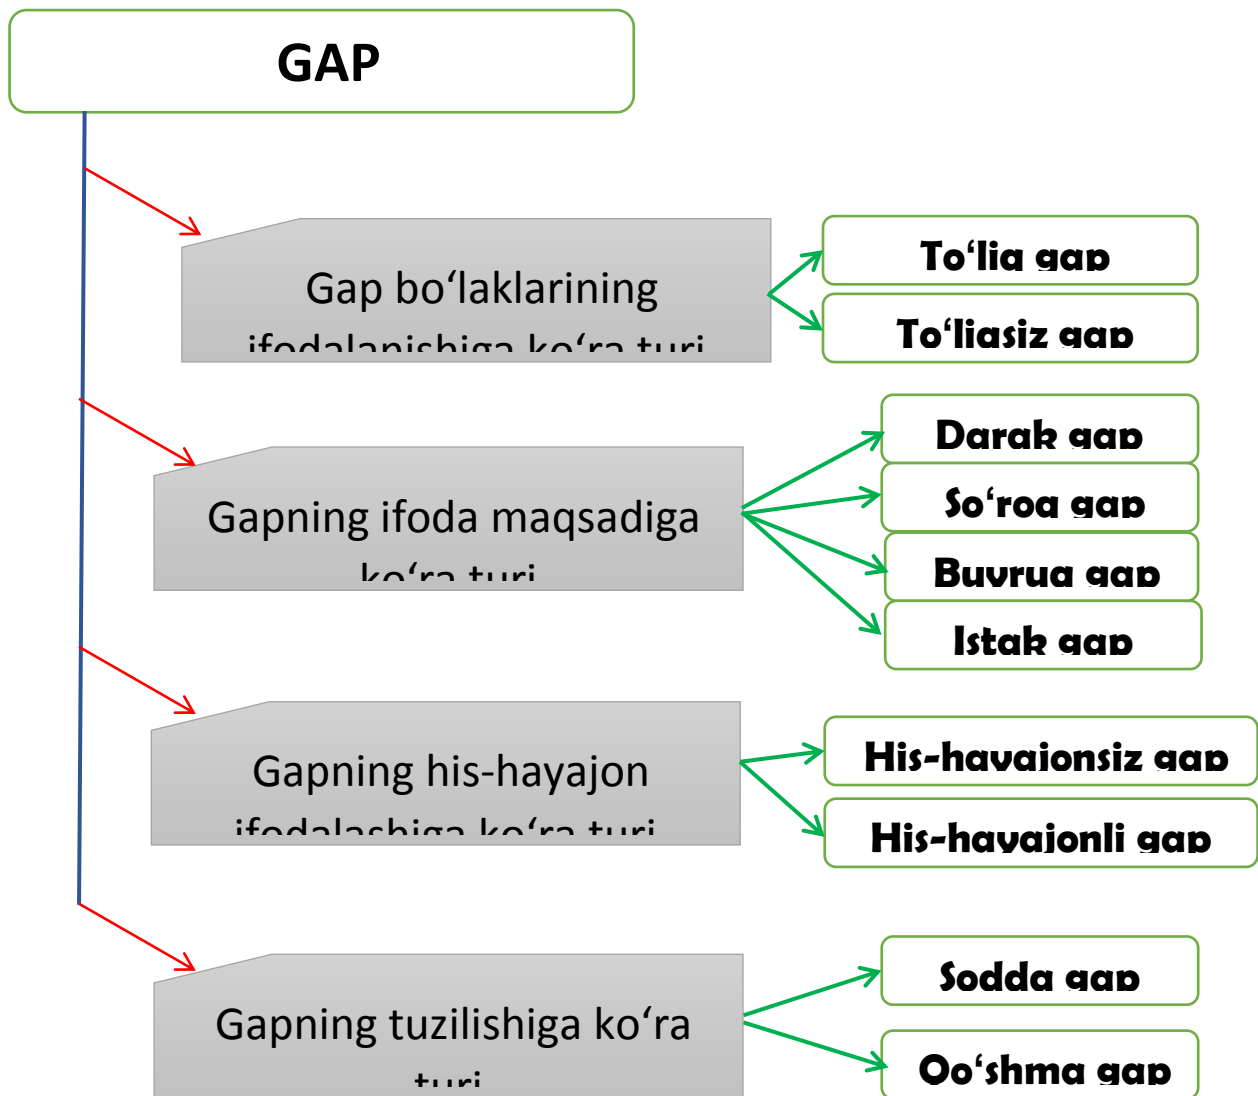 GAP
Gap bo‘laklarining
ifodalanishiga ko‘ra turi
To‘liq gap
To‘liqsiz gap
Gapning ifoda maqsadiga
ko‘ra turi
Darak gap
So‘roq gap
Buyruq gap
Istak gap
Gapning his-hayajon
ifodalashiga ko‘ra turi
His-hayajonsiz gap
His-hayajonli gap
Gapning tuzilishiga ko‘ra
turi
Sodda gap
Qo‘shma gap